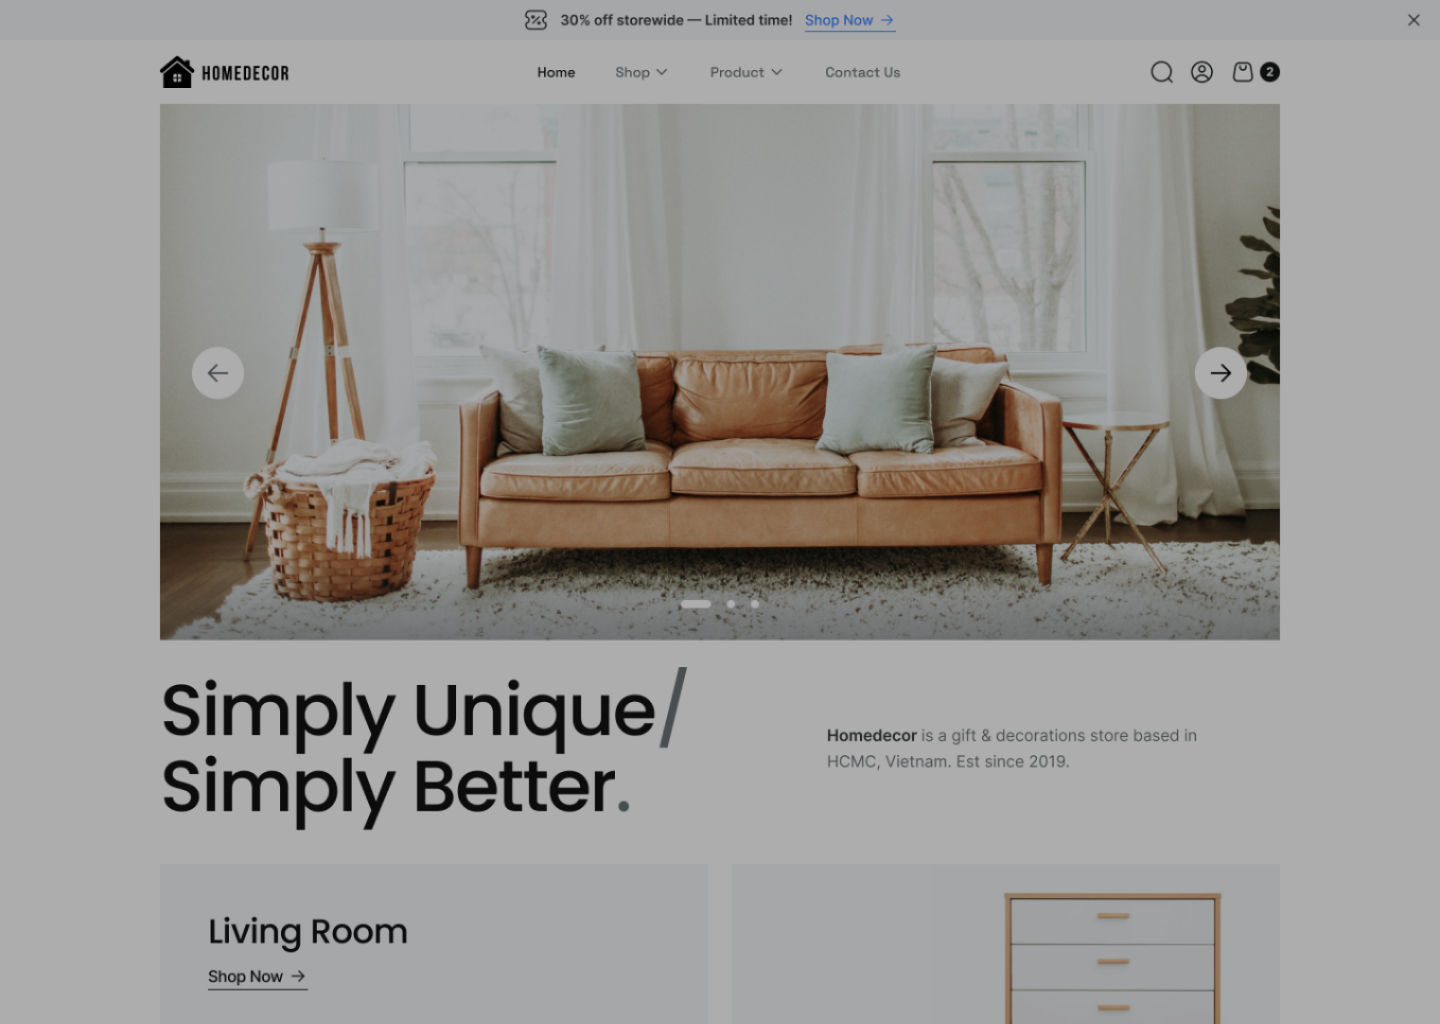 30% off storewide — Limited time! Shop Now
HOMEDECOR
Home Shop Product Contact Us
2
Simply Unique/
Simply Better.
Homedecor is a gift & decorations store based in
HCMC, Vietnam. Est since 2019.
Living Room
Shop Now